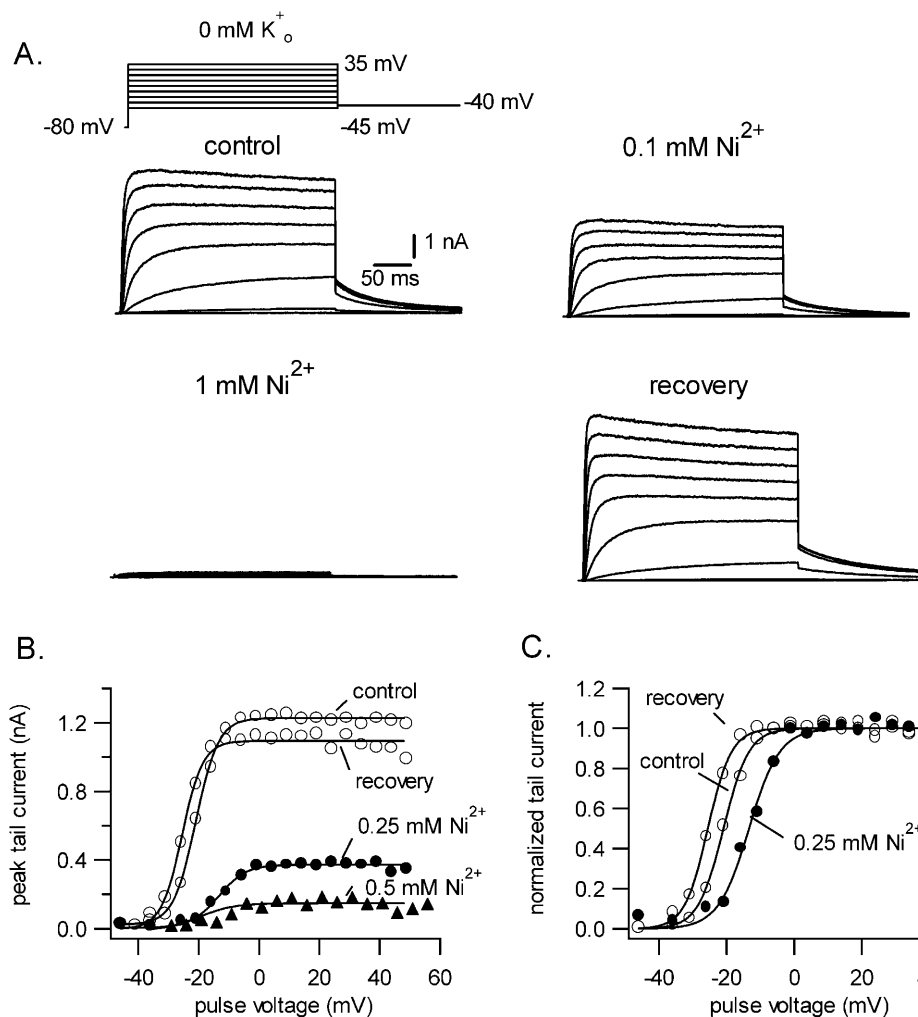 A.
0 mM K⁺ₒ
35 mV
-40 mV
-80 mV
-45 mV
control
0.1 mM Ni²⁺
1 nA
50 ms
1 mM Ni²⁺
recovery
B.
peak tail current (nA)
1.2
0.8
0.4
0.0
control
recovery
0.25 mM Ni²⁺
0.5 mM Ni²⁺
-40 -20 0 20 40 60
pulse voltage (mV)
C.
normalized tail current
1.2
1.0
0.8
0.6
0.4
0.2
0.0
recovery
control
0.25 mM Ni²⁺
-40 -20 0 20
pulse voltage (mV)